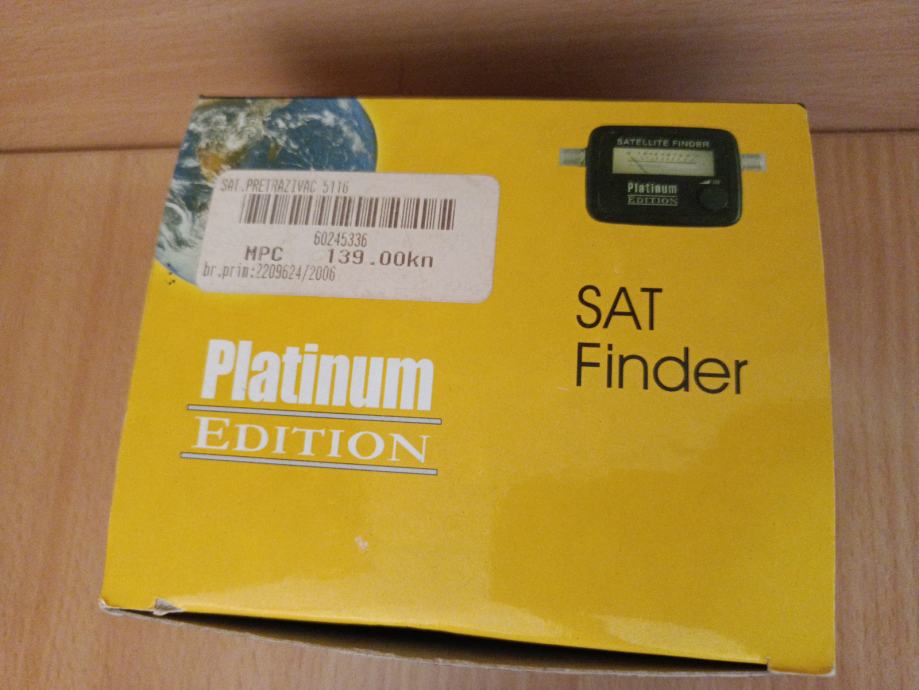 SAT.PRETRAZIVAC 5116
60245336
MPC 139.00kn
br.prim:2209624/2006
SATELLITE FINDER
Platinum
EDITION
SAT
Finder
Platinum
EDITION